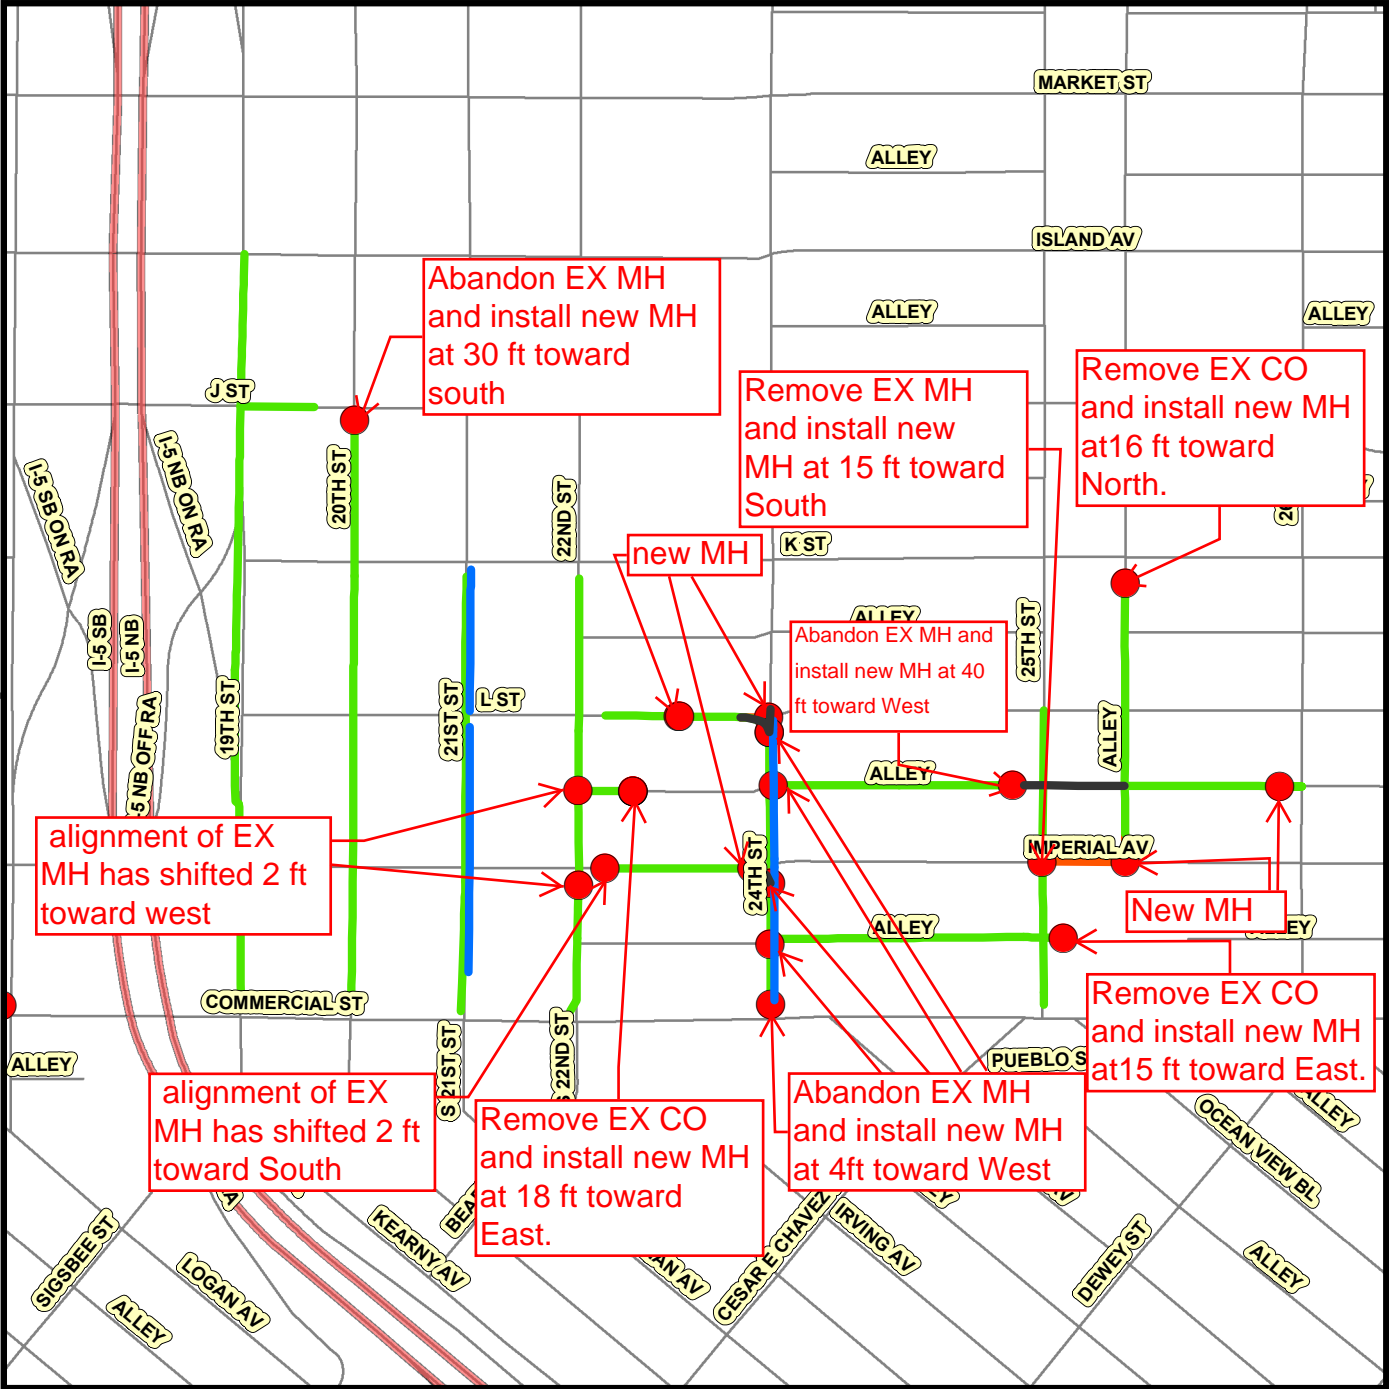 MARKET ST
ALLEY
ISLAND AV
Abandon EX MH
and install new MH
at 30 ft toward
south
ALLEY
ALLEY
J ST
Remove EX MH
and install new
MH at 15 ft toward
South
Remove EX CO
and install new MH
at16 ft toward
North.
I-5 SB ON RA
I-5 NB ON RA
20TH ST
22ND ST
new MH
K ST
I-5 SB
I-5 NB
ALLEY
Abandon EX MH and
install new MH at 40
ft toward West
25TH ST
19TH ST
21ST ST
L ST
ALLEY
-5 NB OFF RA
ALLEY
alignment of EX
MH has shifted 2 ft
toward west
24TH ST
IMPERIAL AV
New MH
ALLEY
COMMERCIAL ST
Remove EX CO
and install new MH
at15 ft toward East.
ALLEY
S 21ST ST
22ND ST
PUEBLO S
alignment of EX
MH has shifted 2 ft
toward South
Remove EX CO
and install new MH
at 18 ft toward
East.
Abandon EX MH
and install new MH
at 4ft toward West
ALLEY
OCEAN VIEW BL
SIGSBEE ST
LOGAN AV
ALLEY
KEARNY AV
CESAR E CHAVEZ
IRVING AV
DEWEY ST
ALLEY